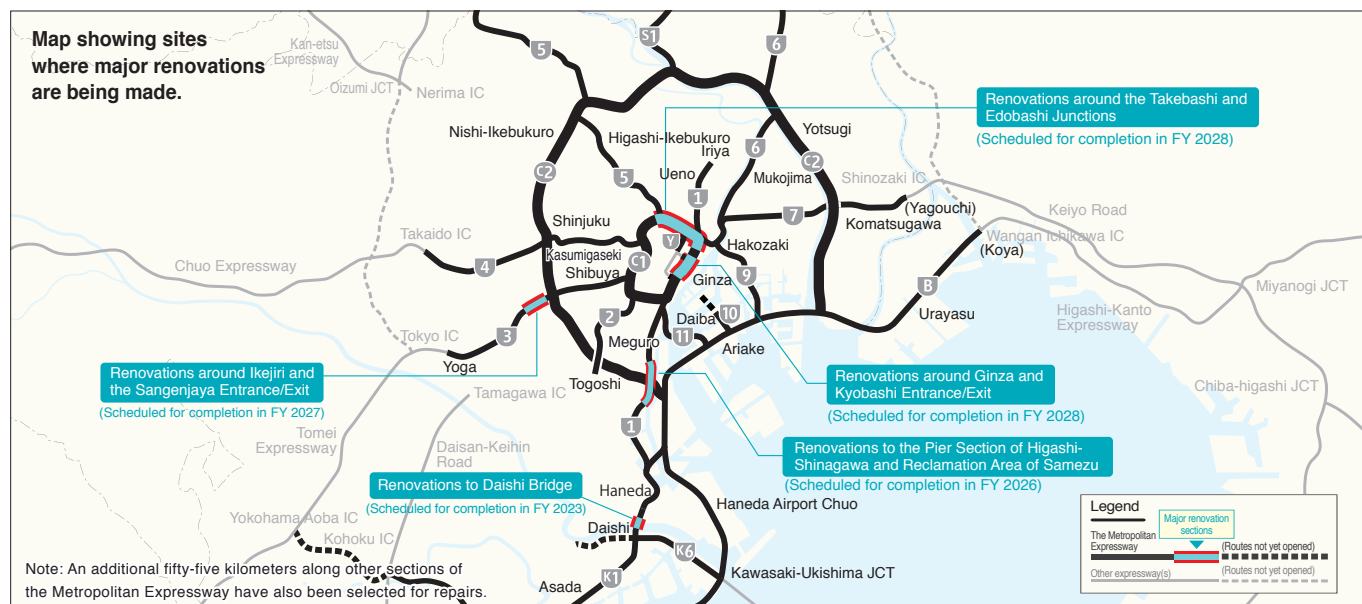 Map showing sites
where major renovations
are being made.
Kan-etsu
Expressway
Oizumi JCT
Nerima IC
5
S1
6
Renovations around the Takebashi and
Edobashi Junctions
(Scheduled for completion in FY 2028)
Nishi-Ikebukuro
Higashi-Ikebukuro
Iriya
Ueno
6
Yotsugi
C2
C2
5
1
Mukojima
7
Shinozaki IC
(Yagouchi)
Komatsugawa
Keiyo Road
Wangan Ichikawa IC
(Koya)
Takaido IC
Chuo Expressway
4
Shinjuku
Kasumigaseki
Shibuya
C1
Y
Hakozaki
9
Ginza
B
Urayasu
Higashi-Kanto
Expressway
Miyanogi JCT
Tokyo IC
3
Yoga
2
Meguro
Togoshi
Daiba
10
11
Ariake
Chiba-higashi JCT
Renovations around Ikejiri and
the Sangenjaya Entrance/Exit
(Scheduled for completion in FY 2027)
Renovations around Ginza and
Kyobashi Entrance/Exit
(Scheduled for completion in FY 2028)
Tamagawa IC
Tomei
Expressway
Daisan-Keihin
Road
1
Renovations to the Pier Section of Higashi-
Shinagawa and Reclamation Area of Samezu
(Scheduled for completion in FY 2026)
Renovations to Daishi Bridge
(Scheduled for completion in FY 2023)
Haneda
Haneda Airport Chuo
Daishi
Yokohama Aoba IC
Kohoku IC
K6
K1
Asada
Kawasaki-Ukishima JCT
Note: An additional fifty-five kilometers along other sections of
the Metropolitan Expressway have also been selected for repairs.
Legend
Major renovation
sections
The Metropolitan
Expressway
(Routes not yet opened)
Other expressway(s)
(Routes not yet opened)